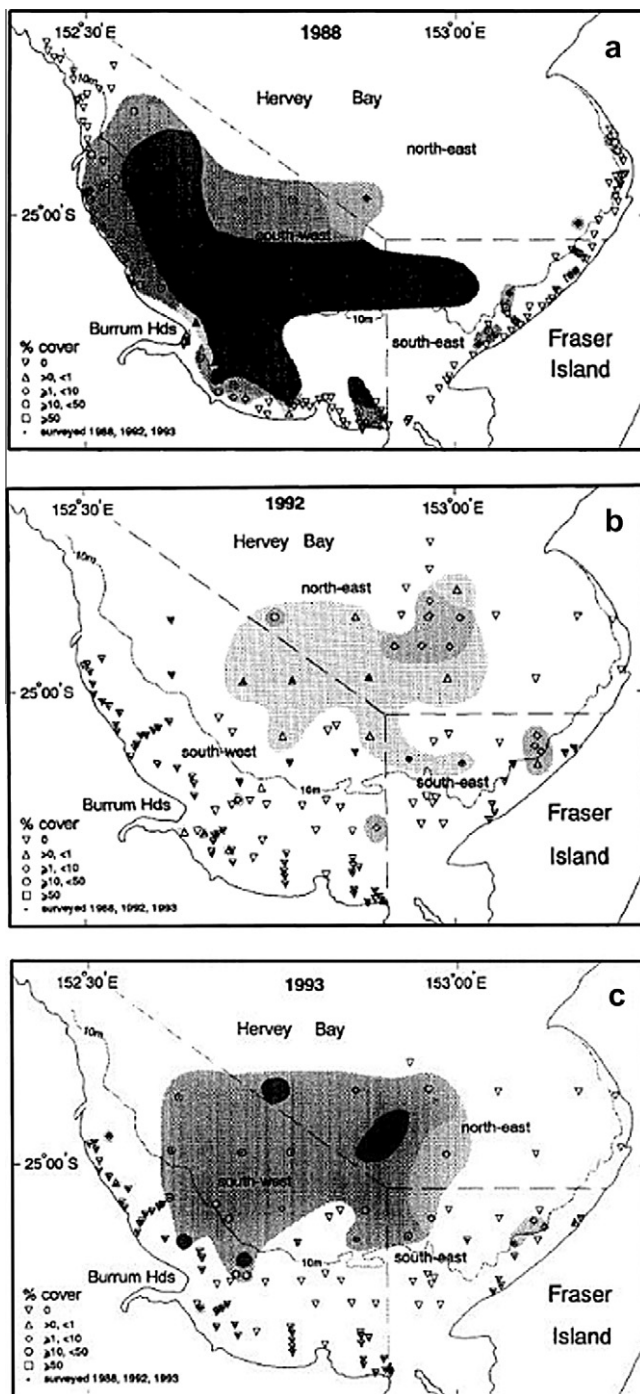 152°30'E
1988
153°00'E
a
10m
Hervey Bay
north-east
25°00'S
south-west
10m
Burrum Hds
south-east
Fraser
Island
% cover
0
>0, <1
⩾1, <10
⩾10, <50
⩾50
surveyed 1988, 1992, 1993
152°30'E
1992
153°00'E
b
10m
Hervey Bay
north-east
25°00'S
south-west
10m
south-east
Burrum Hds
Fraser
Island
% cover
0
>0, <1
⩾1, <10
⩾10, <50
⩾50
surveyed 1988, 1992, 1993
152°30'E
1993
153°00'E
c
10m
Hervey Bay
north-east
25°00'S
south-west
10m
south-east
Burrum Hds
Fraser
Island
% cover
0
>0, <1
⩾1, <10
⩾10, <50
⩾50
surveyed 1988, 1992, 1993